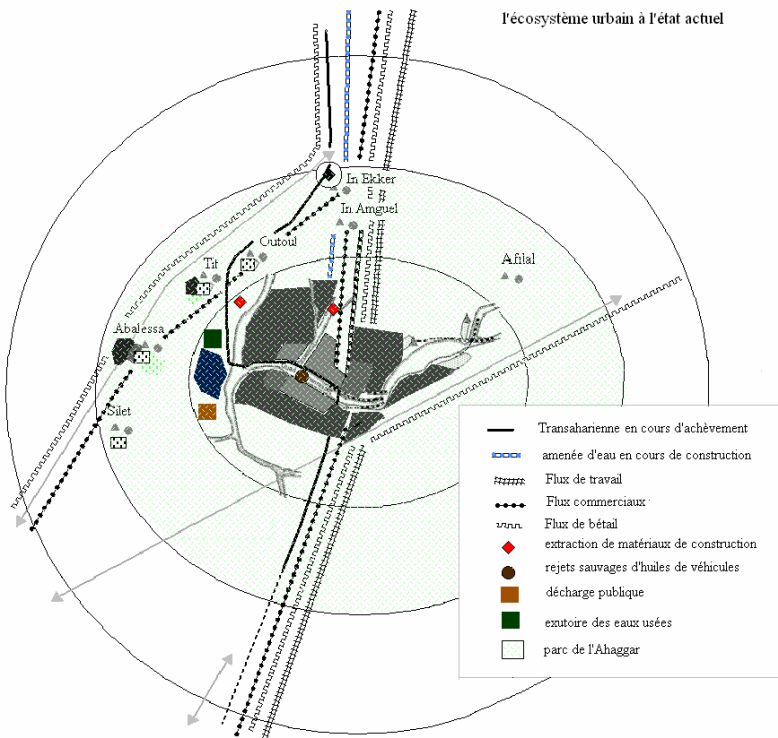 l'écosystème urbain à l'état actuel
In Ekker
In Amguel
Outoul
Tit
Afilal
Abalessa
Silet
Transaharienne en cours d'achèvement
amenée d'eau en cours de construction
Flux de travail
Flux commerciaux
Flux de bétail
extraction de matériaux de construction
rejets sauvages d'huiles de véhicules
décharge publique
exutoire des eaux usées
parc de l'Ahaggar